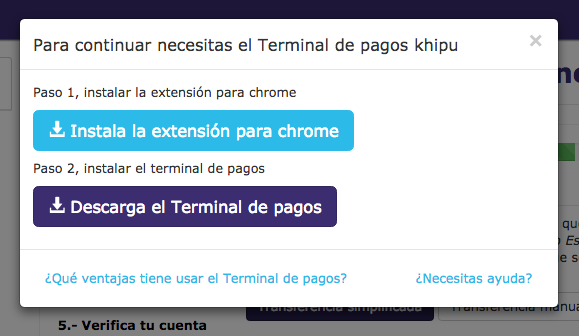 Para continuar necesitas el Terminal de pagos khipu ×
Paso 1, instalar la extensión para chrome
Instala la extensión para chrome
Paso 2, instalar el terminal de pagos
Descarga el Terminal de pagos
¿Qué ventajas tiene usar el Terminal de pagos? ¿Necesitas ayuda?
Transferencia simplificada
5.- Verifica tu cuenta